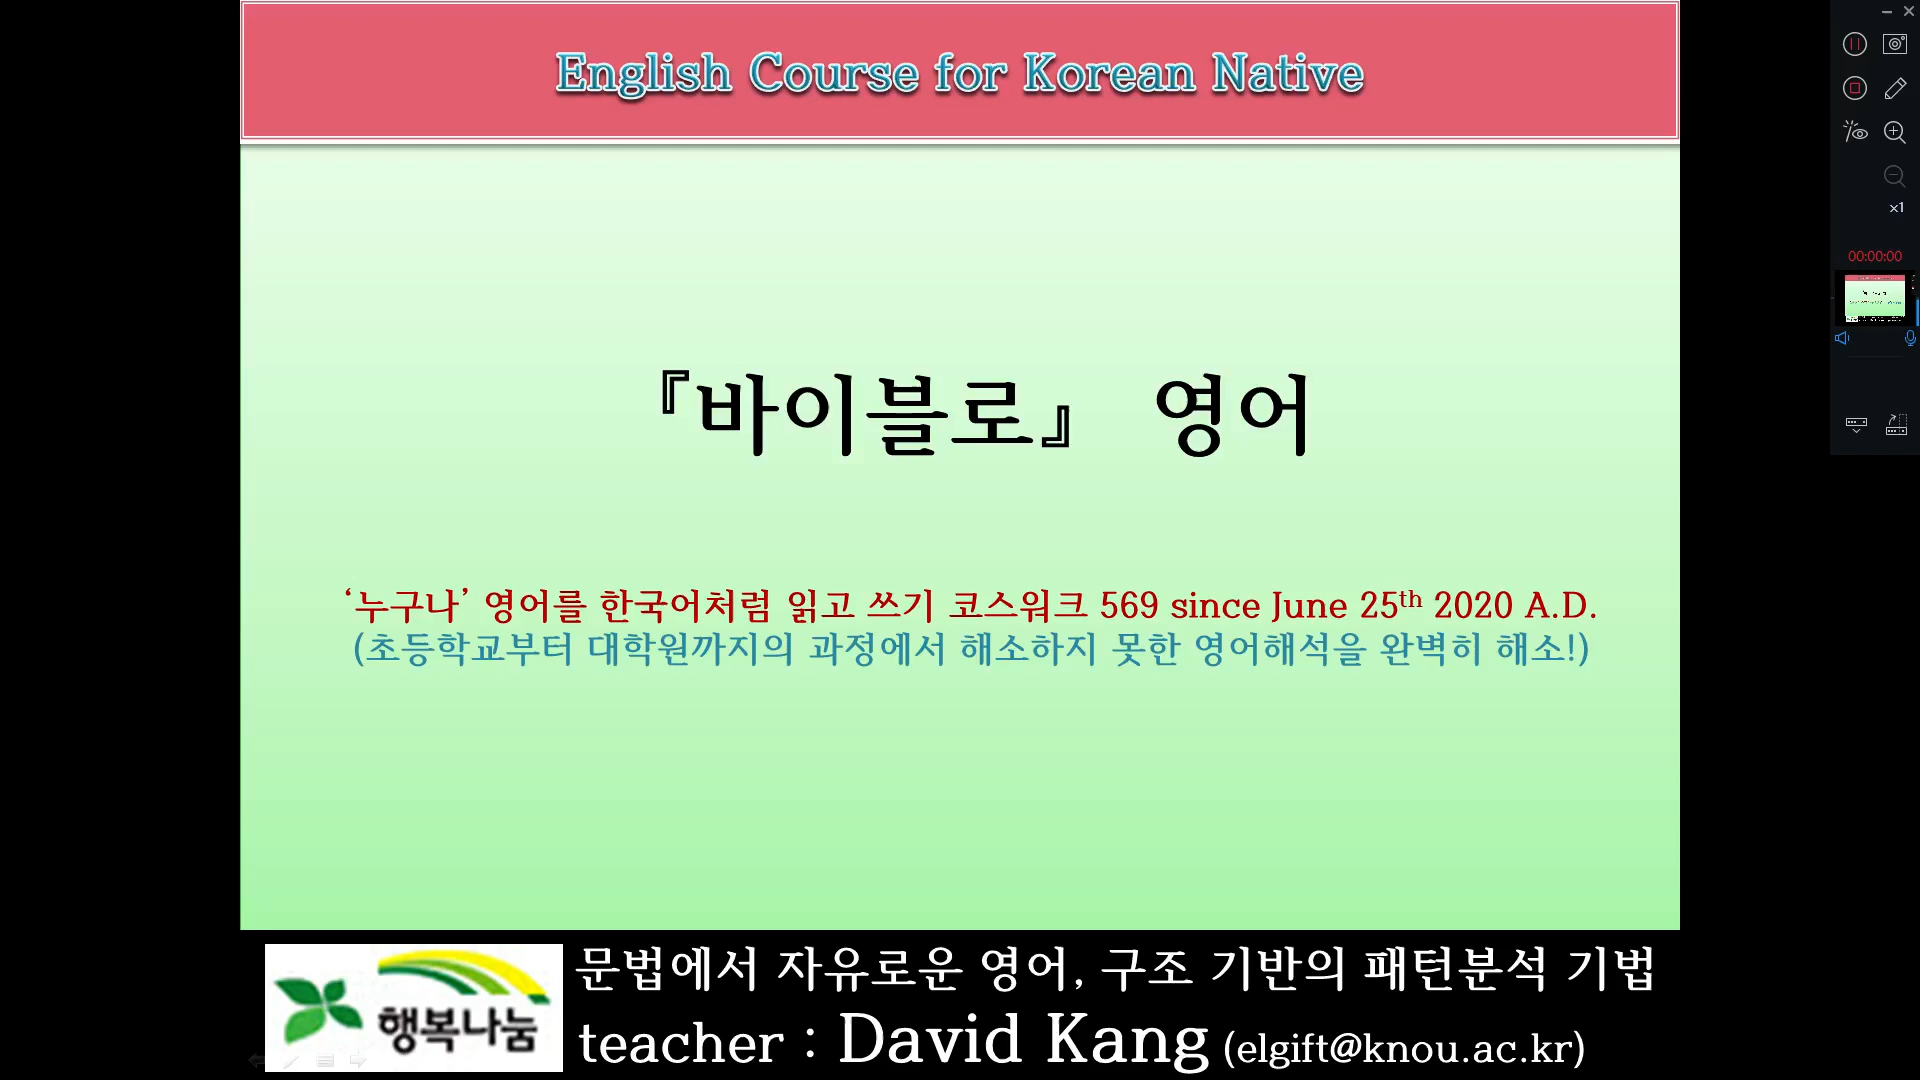 English Course for Korean Native
『바이블로』 영어
‘누구나’ 영어를 한국어처럼 읽고 쓰기 코스워크 569 since June 25th 2020 A.D.
(초등학교부터 대학원까지의 과정에서 해소하지 못한 영어해석을 완벽히 해소!)
행복나눔
문법에서 자유로운 영어, 구조 기반의 패턴분석 기법
teacher : David Kang (elgift@knou.ac.kr)
x1
00:00:00